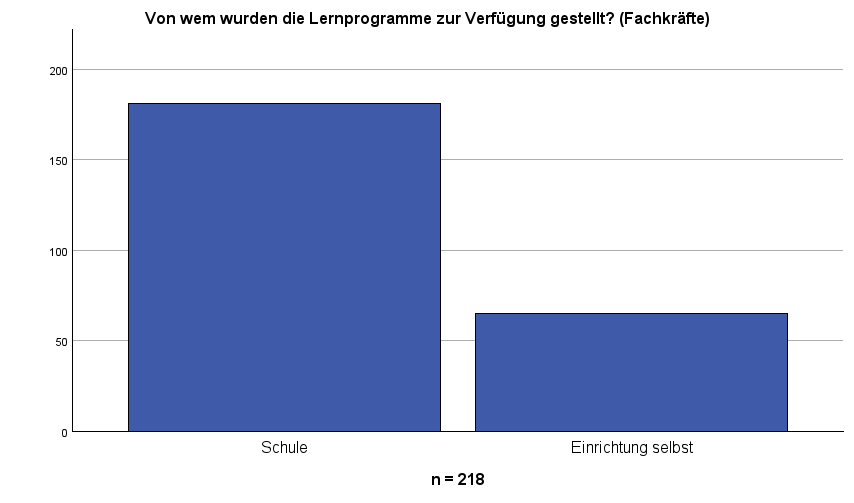 Von wem wurden die Lernprogramme zur Verfügung gestellt? (Fachkräfte)
200
150
100
50
0
Schule Einrichtung selbst
n = 218